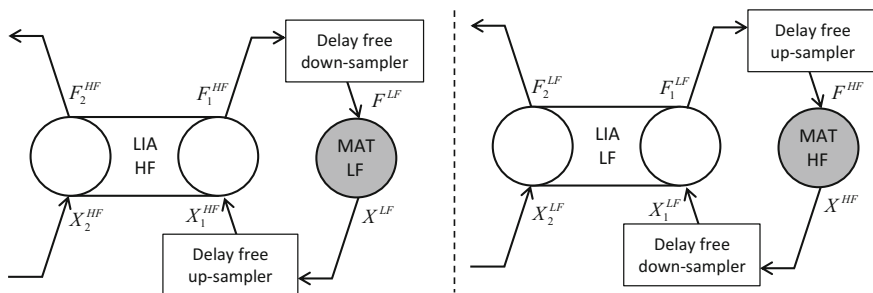 Delay free
down-sampler
F_2^{HF}
F_1^{HF}
F^{LF}
LIA
HF
MAT
LF
X_2^{HF}
X_1^{HF}
X^{LF}
Delay free
up-sampler
Delay free
up-sampler
F_2^{LF}
F_1^{LF}
F^{HF}
LIA
LF
MAT
HF
X_2^{LF}
X_1^{LF}
X^{HF}
Delay free
down-sampler